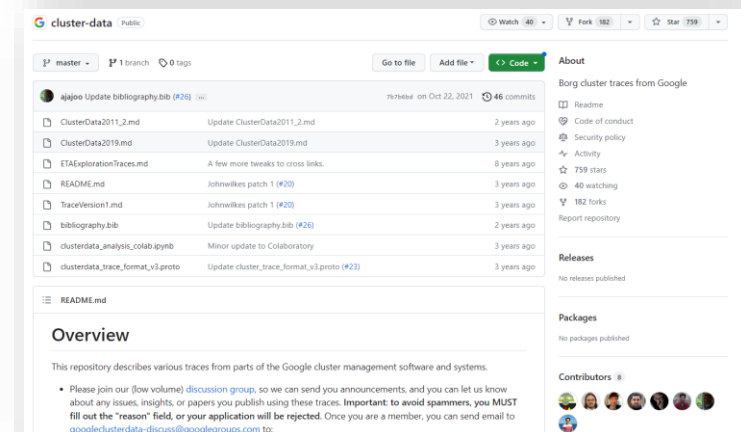 cluster-data Public
Watch 40
Fork 182
Star 759
master
1 branch
0 tags
Go to file
Add file
Code
ajajoo Update bibliography.bib (#26) ...
on Oct 22, 2021
46 commits
ClusterData2011_2.md Update ClusterData2011_2.md 2 years ago
ClusterData2019.md Update ClusterData2019.md 3 years ago
ETAExplorationTraces.md A few more tweaks to cross links. 8 years ago
README.md Johnwilkes patch 1 (#20) 3 years ago
TraceVersion1.md Johnwilkes patch 1 (#20) 3 years ago
bibliography.bib Update bibliography.bib (#26) 2 years ago
clusterdata_analysis_colab.ipynb Minor update to Colaboratory 3 years ago
clusterdata_trace_format_v3.proto Update cluster_trace_format_v3.proto (#23) 3 years ago
README.md
Overview
This repository describes various traces from parts of the Google cluster management software and systems.
• Please join our (low volume) discussion group, so we can send you announcements, and you can let us know
about any issues, insights, or papers you publish using these traces. Important: to avoid spammers, you MUST
fill out the "reason" field, or your application will be rejected. Once you are a member, you can send email to
googleclusterdata-discuss@googlegroups.com to:
About
Borg cluster traces from Google
Readme
Code of conduct
Security policy
Activity
759 stars
40 watching
182 forks
Report repository
Releases
No releases published
Packages
No packages published
Contributors 8